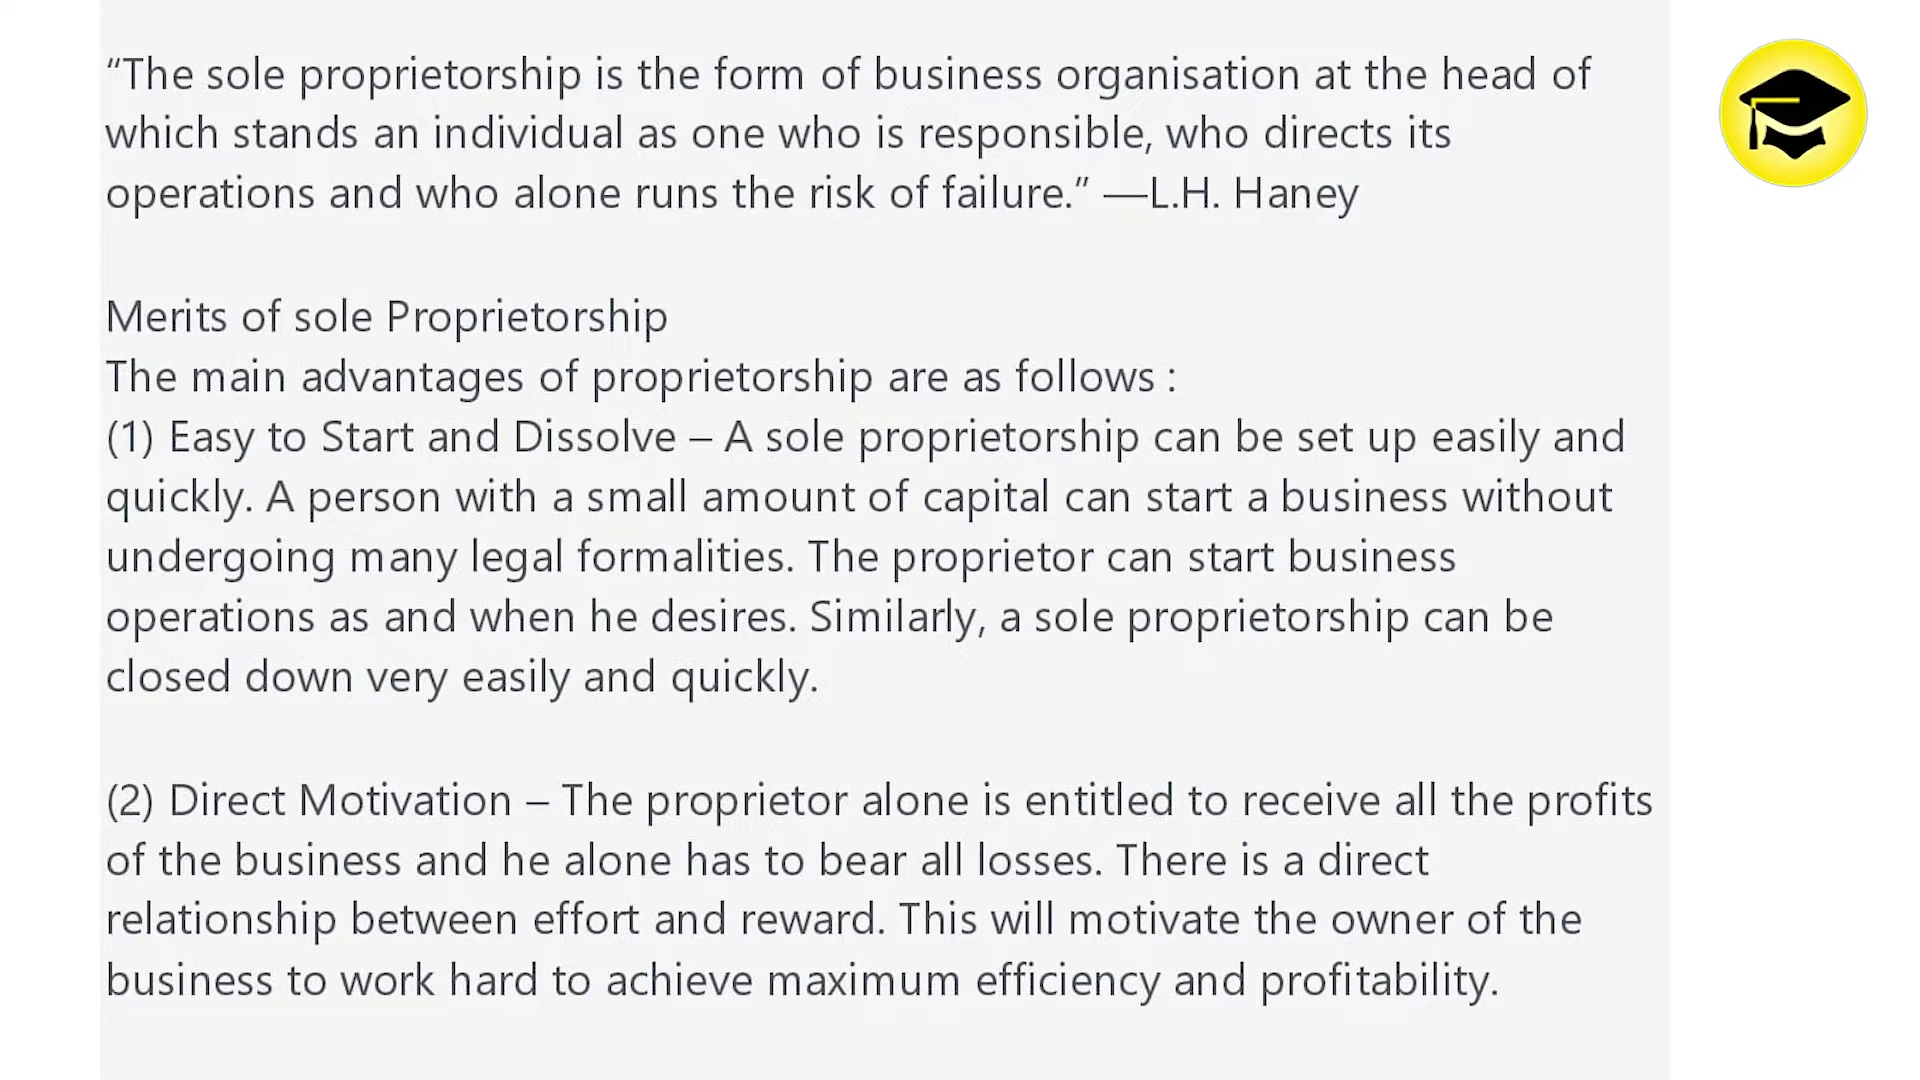 “The sole proprietorship is the form of business organisation at the head of
which stands an individual as one who is responsible, who directs its
operations and who alone runs the risk of failure.” —L.H. Haney
Merits of sole Proprietorship
The main advantages of proprietorship are as follows :
(1) Easy to Start and Dissolve – A sole proprietorship can be set up easily and
quickly. A person with a small amount of capital can start a business without
undergoing many legal formalities. The proprietor can start business
operations as and when he desires. Similarly, a sole proprietorship can be
closed down very easily and quickly.
(2) Direct Motivation – The proprietor alone is entitled to receive all the profits
of the business and he alone has to bear all losses. There is a direct
relationship between effort and reward. This will motivate the owner of the
business to work hard to achieve maximum efficiency and profitability.